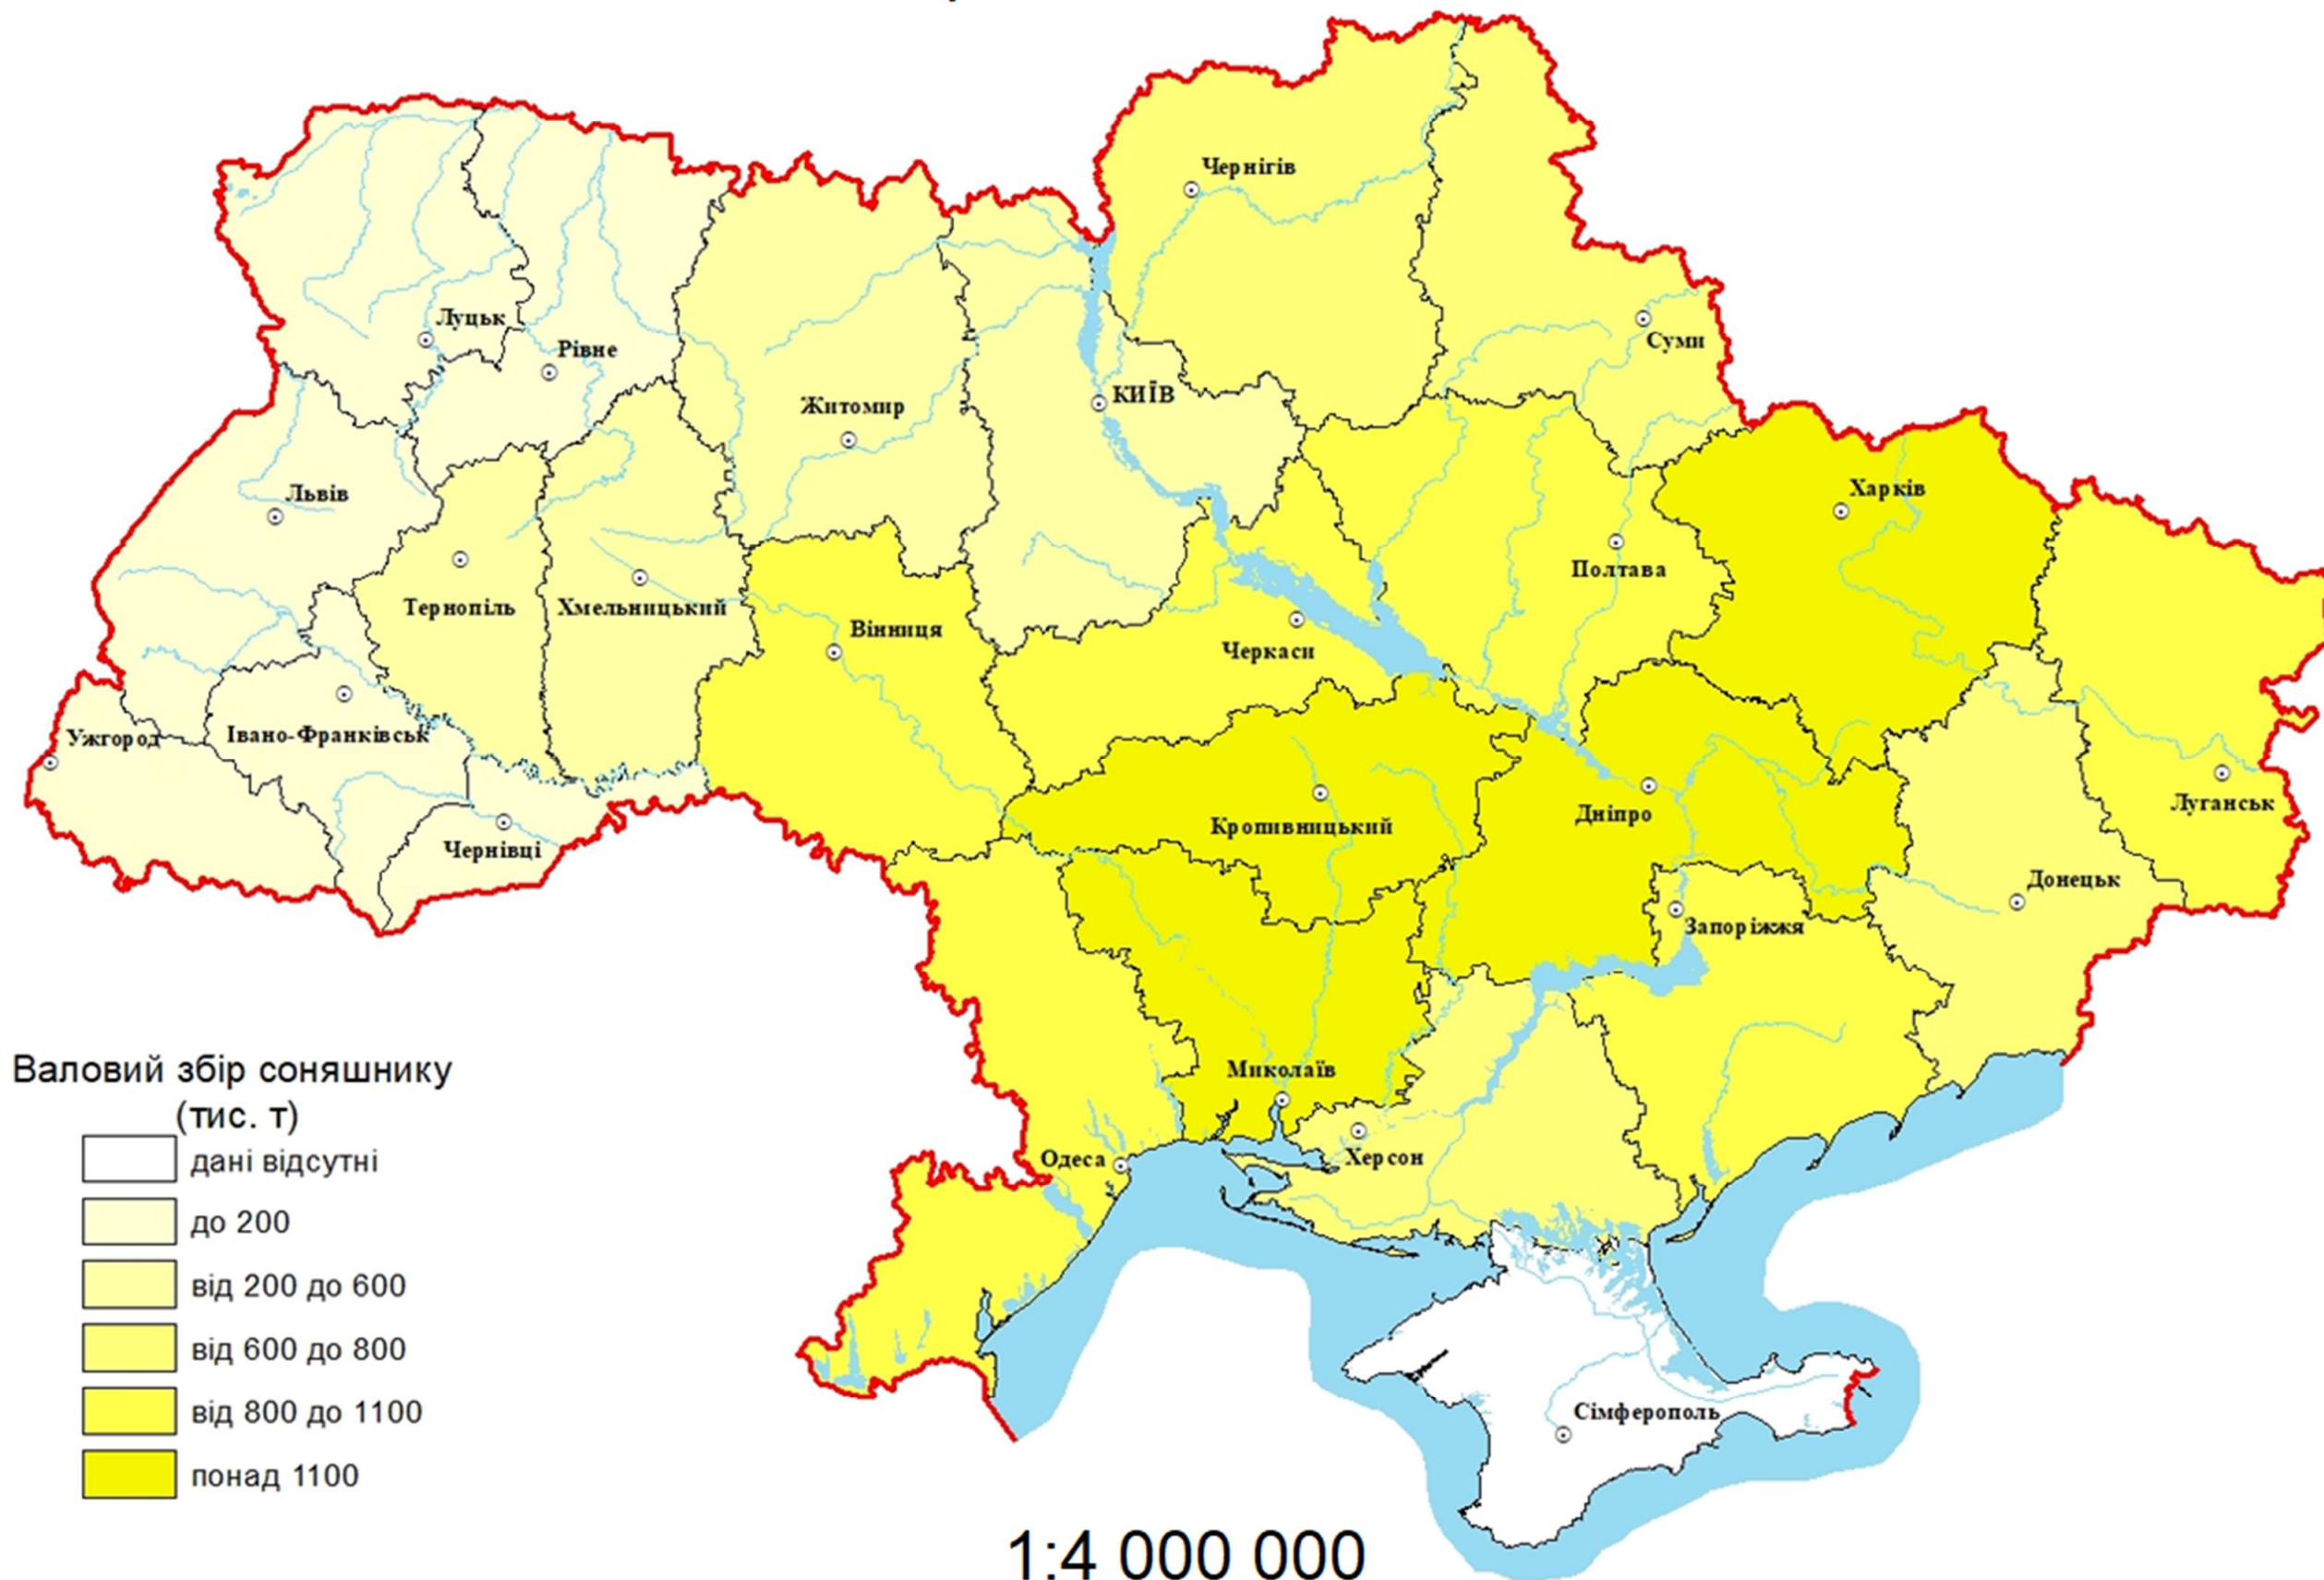 Чернігів
Суми
Луцьк
Рівне
КИЇВ
Житомир
Львів
Харків
Полтава
Тернопіль
Хмельницький
Вінниця
Черкаси
Ужгород
Івано-Франківськ
Чернівці
Кропивницький
Дніпро
Луганськ
Донецьк
Запоріжжя
Миколаїв
Одеса
Херсон
Сімферополь
Валовий збір соняшнику
(тис. т)
дані відсутні
до 200
від 200 до 600
від 600 до 800
від 800 до 1100
понад 1100
1:4 000 000